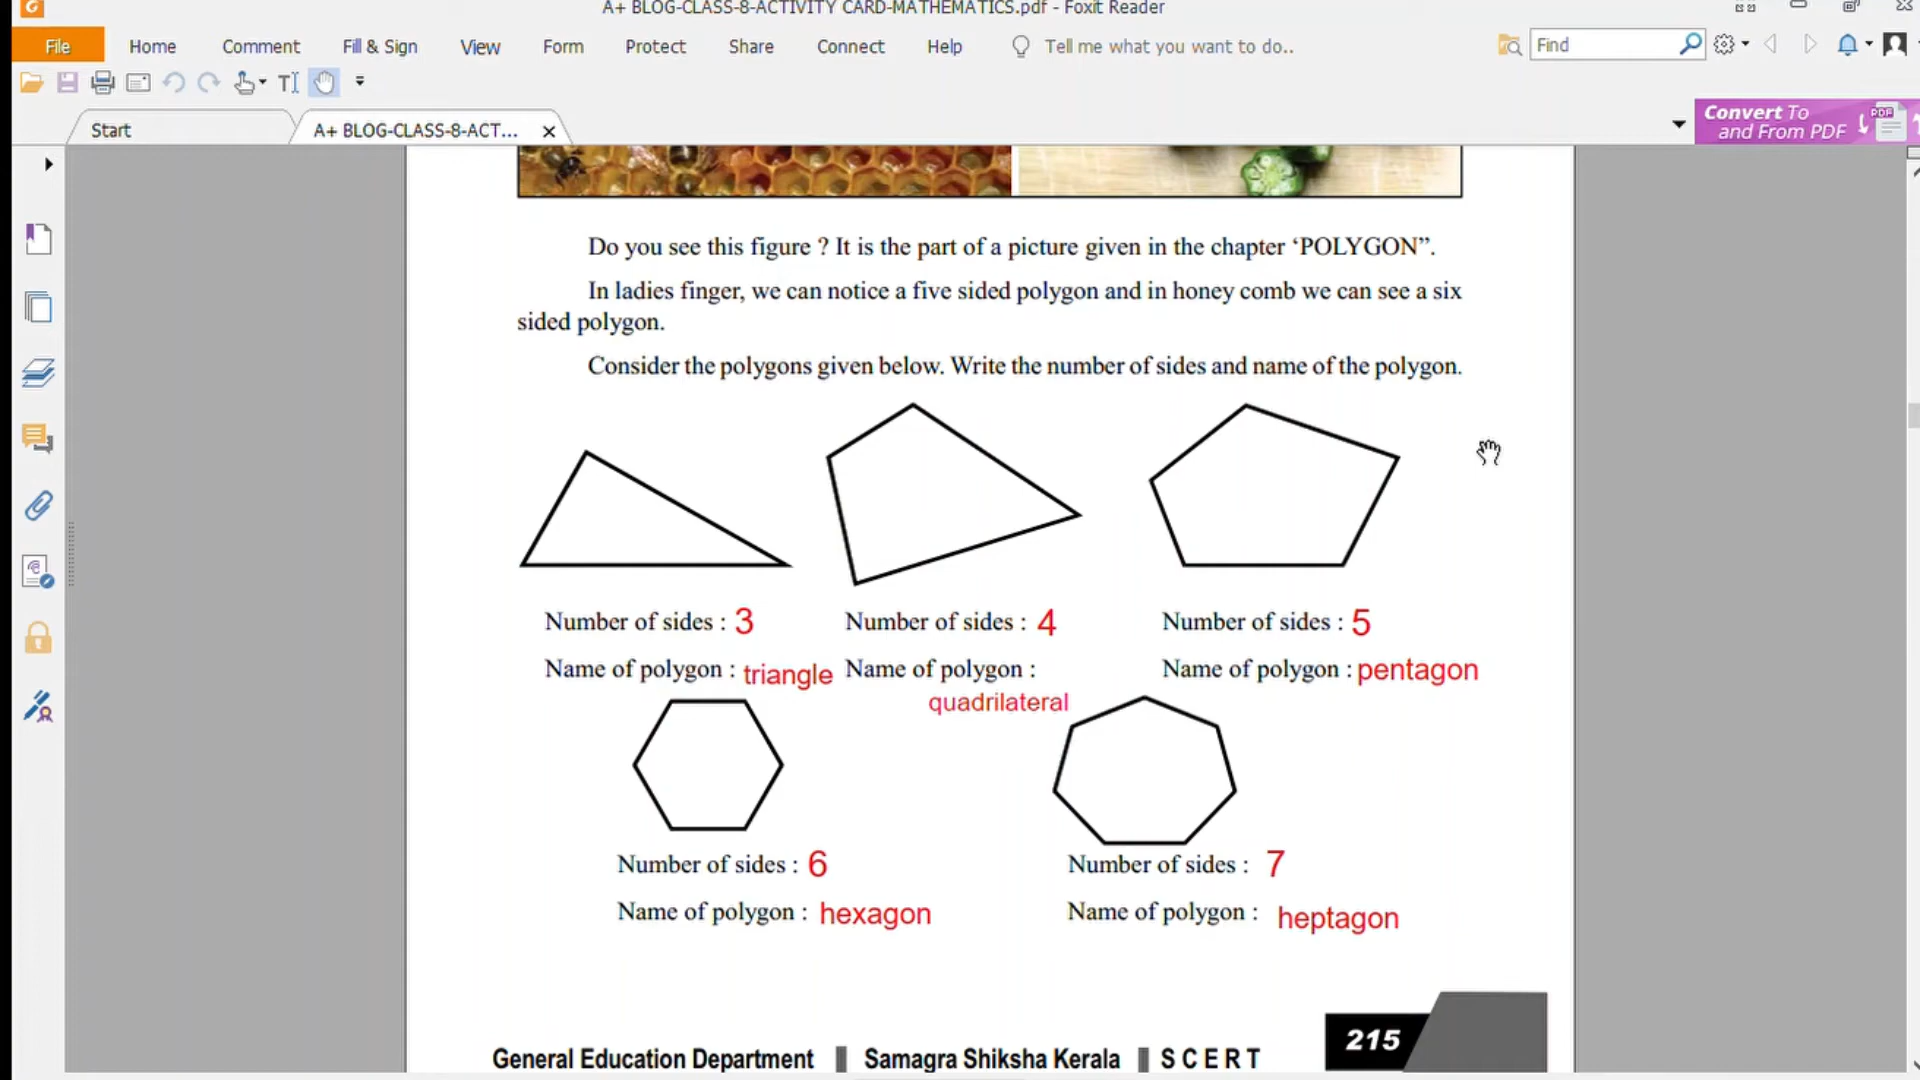 A+ BLOG-CLASS-8-ACTIVITY CARD-MATHEMATICS.pdf - Foxit Reader
File Home Comment Fill & Sign View Form Protect Share Connect Help Tell me what you want to do.. Find
Start A+ BLOG-CLASS-8-ACT... Convert To and From PDF PDF
Do you see this figure ? It is the part of a picture given in the chapter ‘POLYGON”.
In ladies finger, we can notice a five sided polygon and in honey comb we can see a six
sided polygon.
Consider the polygons given below. Write the number of sides and name of the polygon.
Number of sides : 3 Number of sides : 4 Number of sides : 5
Name of polygon : triangle Name of polygon : Name of polygon : pentagon
quadrilateral
Number of sides : 6 Number of sides : 7
Name of polygon : hexagon Name of polygon : heptagon
215
General Education Department Samagra Shiksha Kerala S C E R T